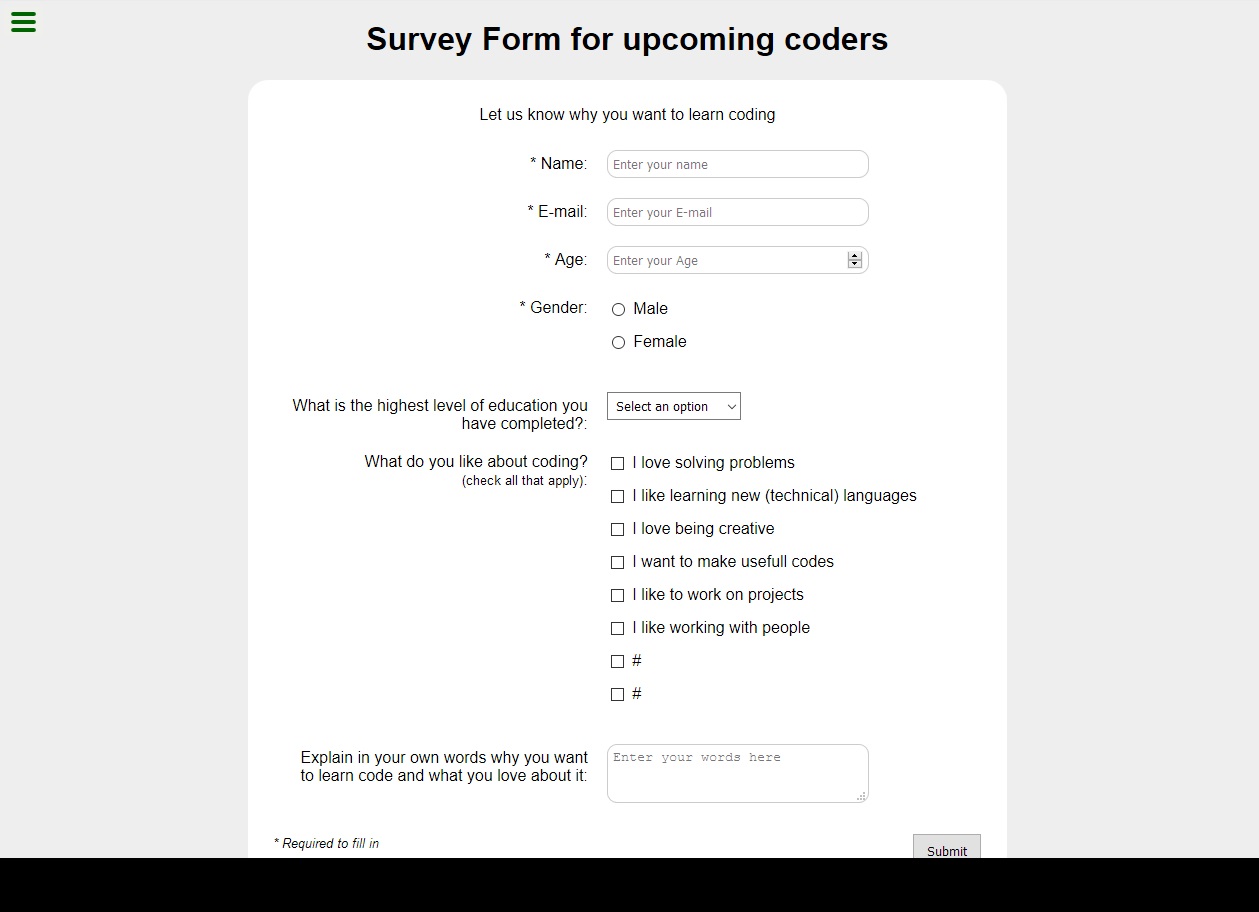 Survey Form for upcoming coders
Let us know why you want to learn coding
* Name:
Enter your name
* E-mail:
Enter your E-mail
* Age:
Enter your Age
* Gender:
Male
Female
What is the highest level of education you
have completed?:
Select an option
What do you like about coding?
(check all that apply):
I love solving problems
I like learning new (technical) languages
I love being creative
I want to make usefull codes
I like to work on projects
I like working with people
#
#
Explain in your own words why you want
to learn code and what you love about it:
Enter your words here
* Required to fill in
Submit